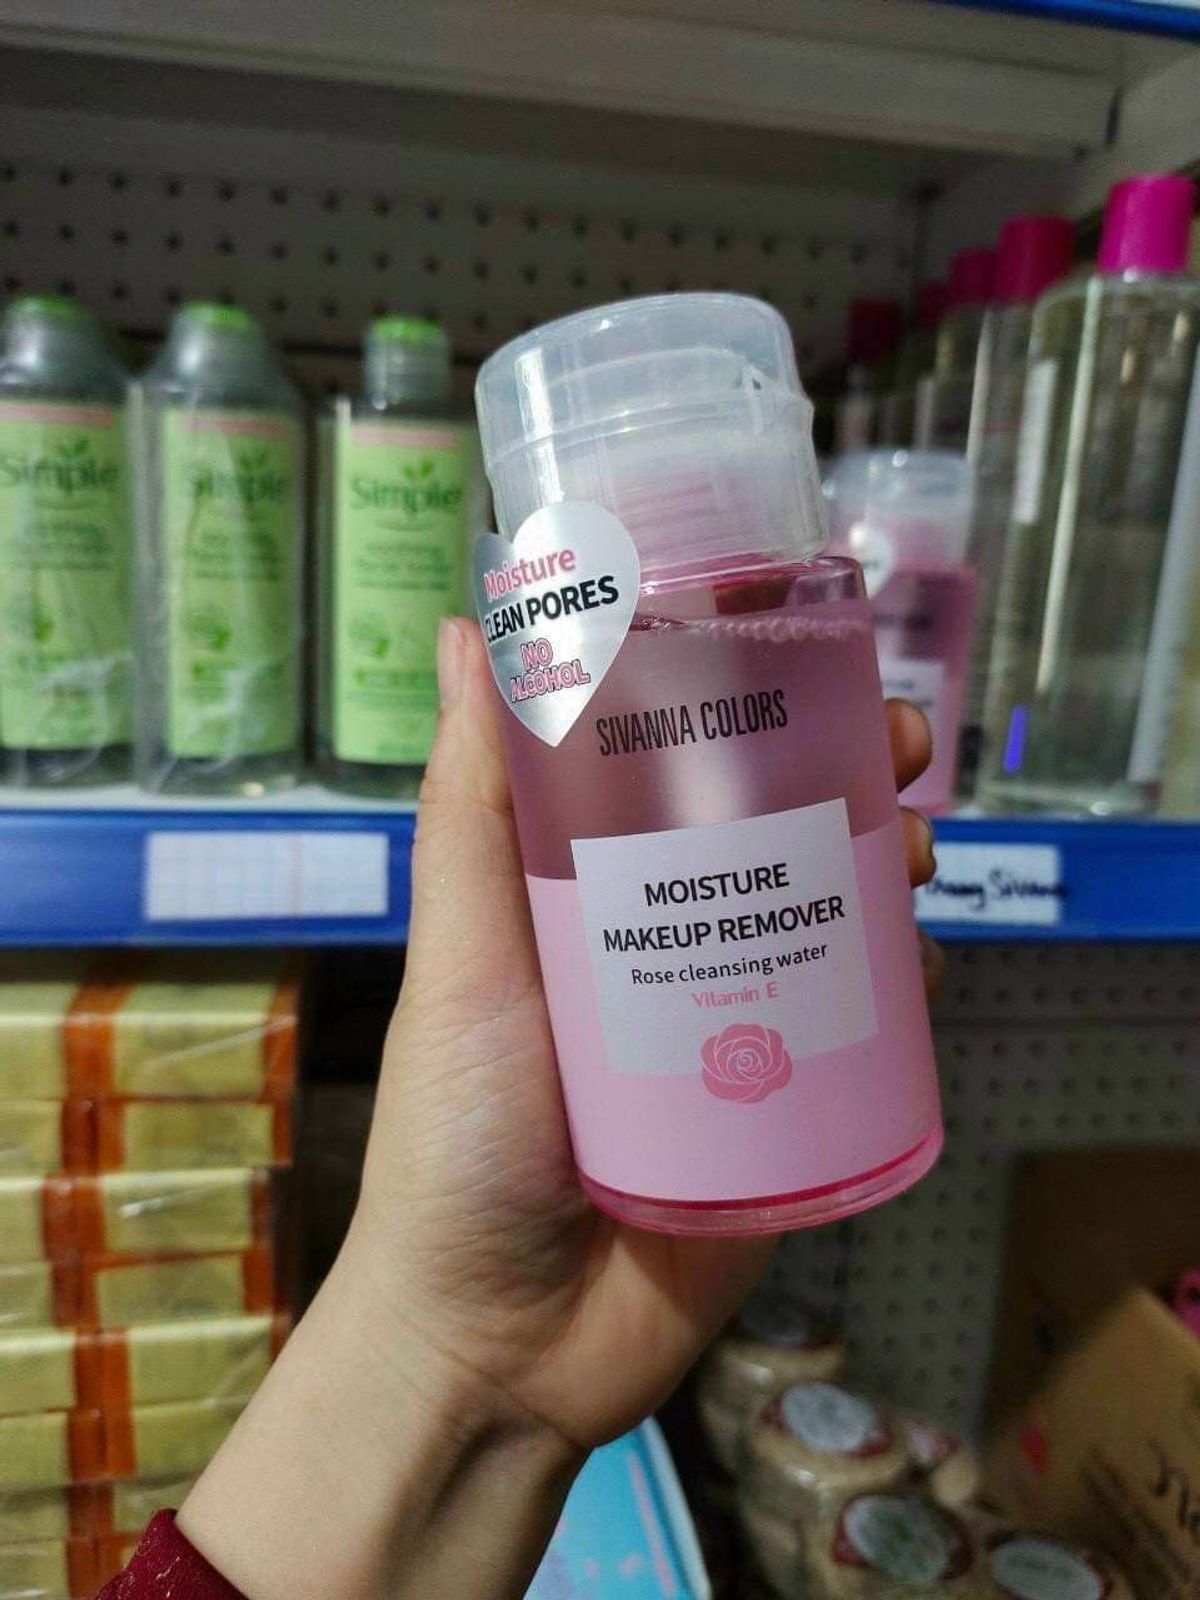 Moisture
CLEAN PORES
NO
ALCOHOL
SIVANNA COLORS
MOISTURE
MAKEUP REMOVER
Rose cleansing water
Vitamin E
Simple
Simple
Simple